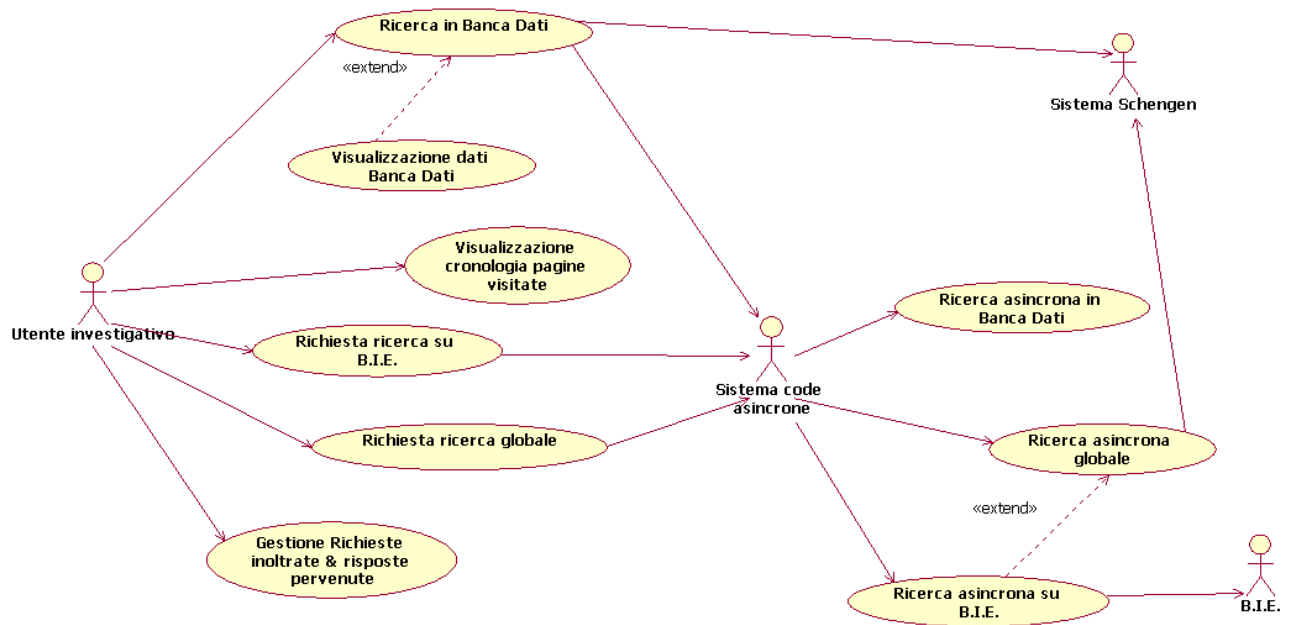 Ricerca in Banca Dati
«extend»
Sistema Schengen
Visualizzazione dati
Banca Dati
Visualizzazione
cronologia pagine
visitate
Utente investigativo
Ricerca asincrona in
Banca Dati
Richiesta ricerca su
B.I.E.
Sistema code
asincrone
Richiesta ricerca globale
Ricerca asincrona
globale
«extend»
Gestione Richieste
inoltrate & risposte
pervenute
Ricerca asincrona su
B.I.E.
B.I.E.